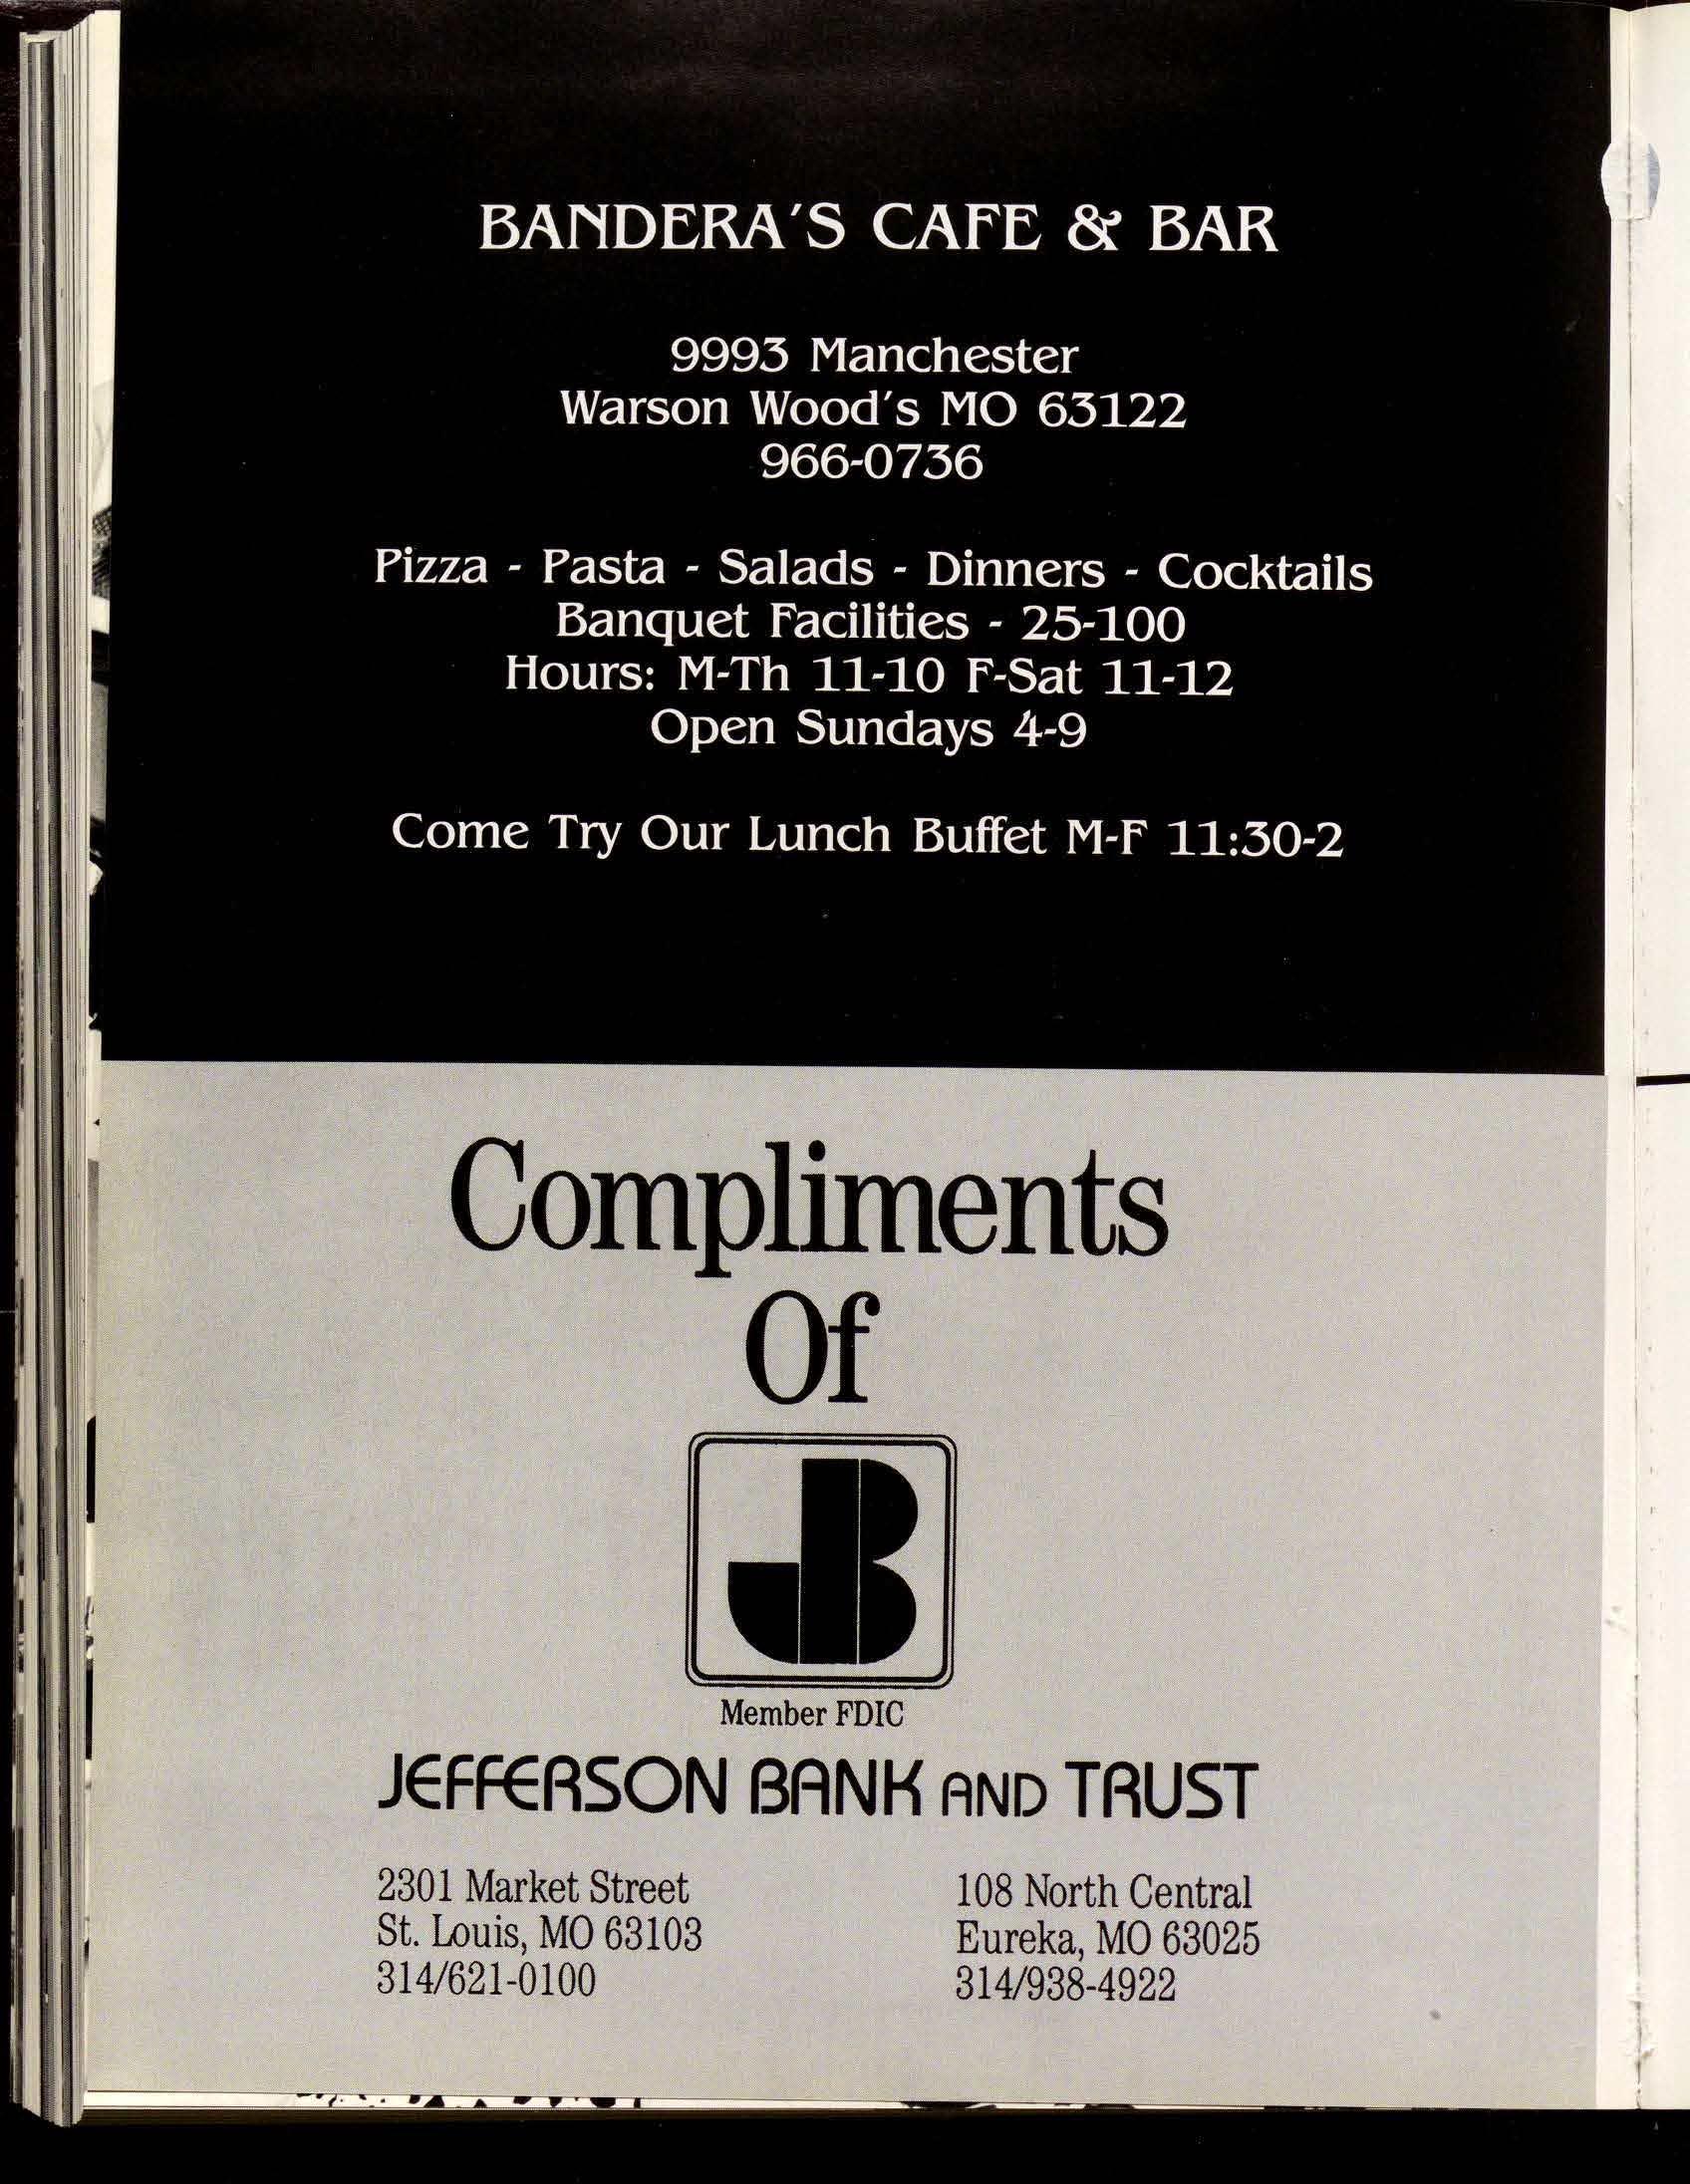 BANDERA'S CAFE & BAR
9993 Manchester
Warson Wood's MO 63122
966-0736
Pizza - Pasta - Salads - Dinners - Cocktails
Banquet Facilities - 25-100
Hours: M-Th 11-10 F-Sat 11-12
Open Sundays 4-9
Come Try Our Lunch Buffet M-F 11:30-2
Compliments
Of
JB
Member FDIC
JEFFERSON BANK AND TRUST
2301 Market Street
St. Louis, MO 63103
314/621-0100
108 North Central
Eureka, MO 63025
314/938-4922